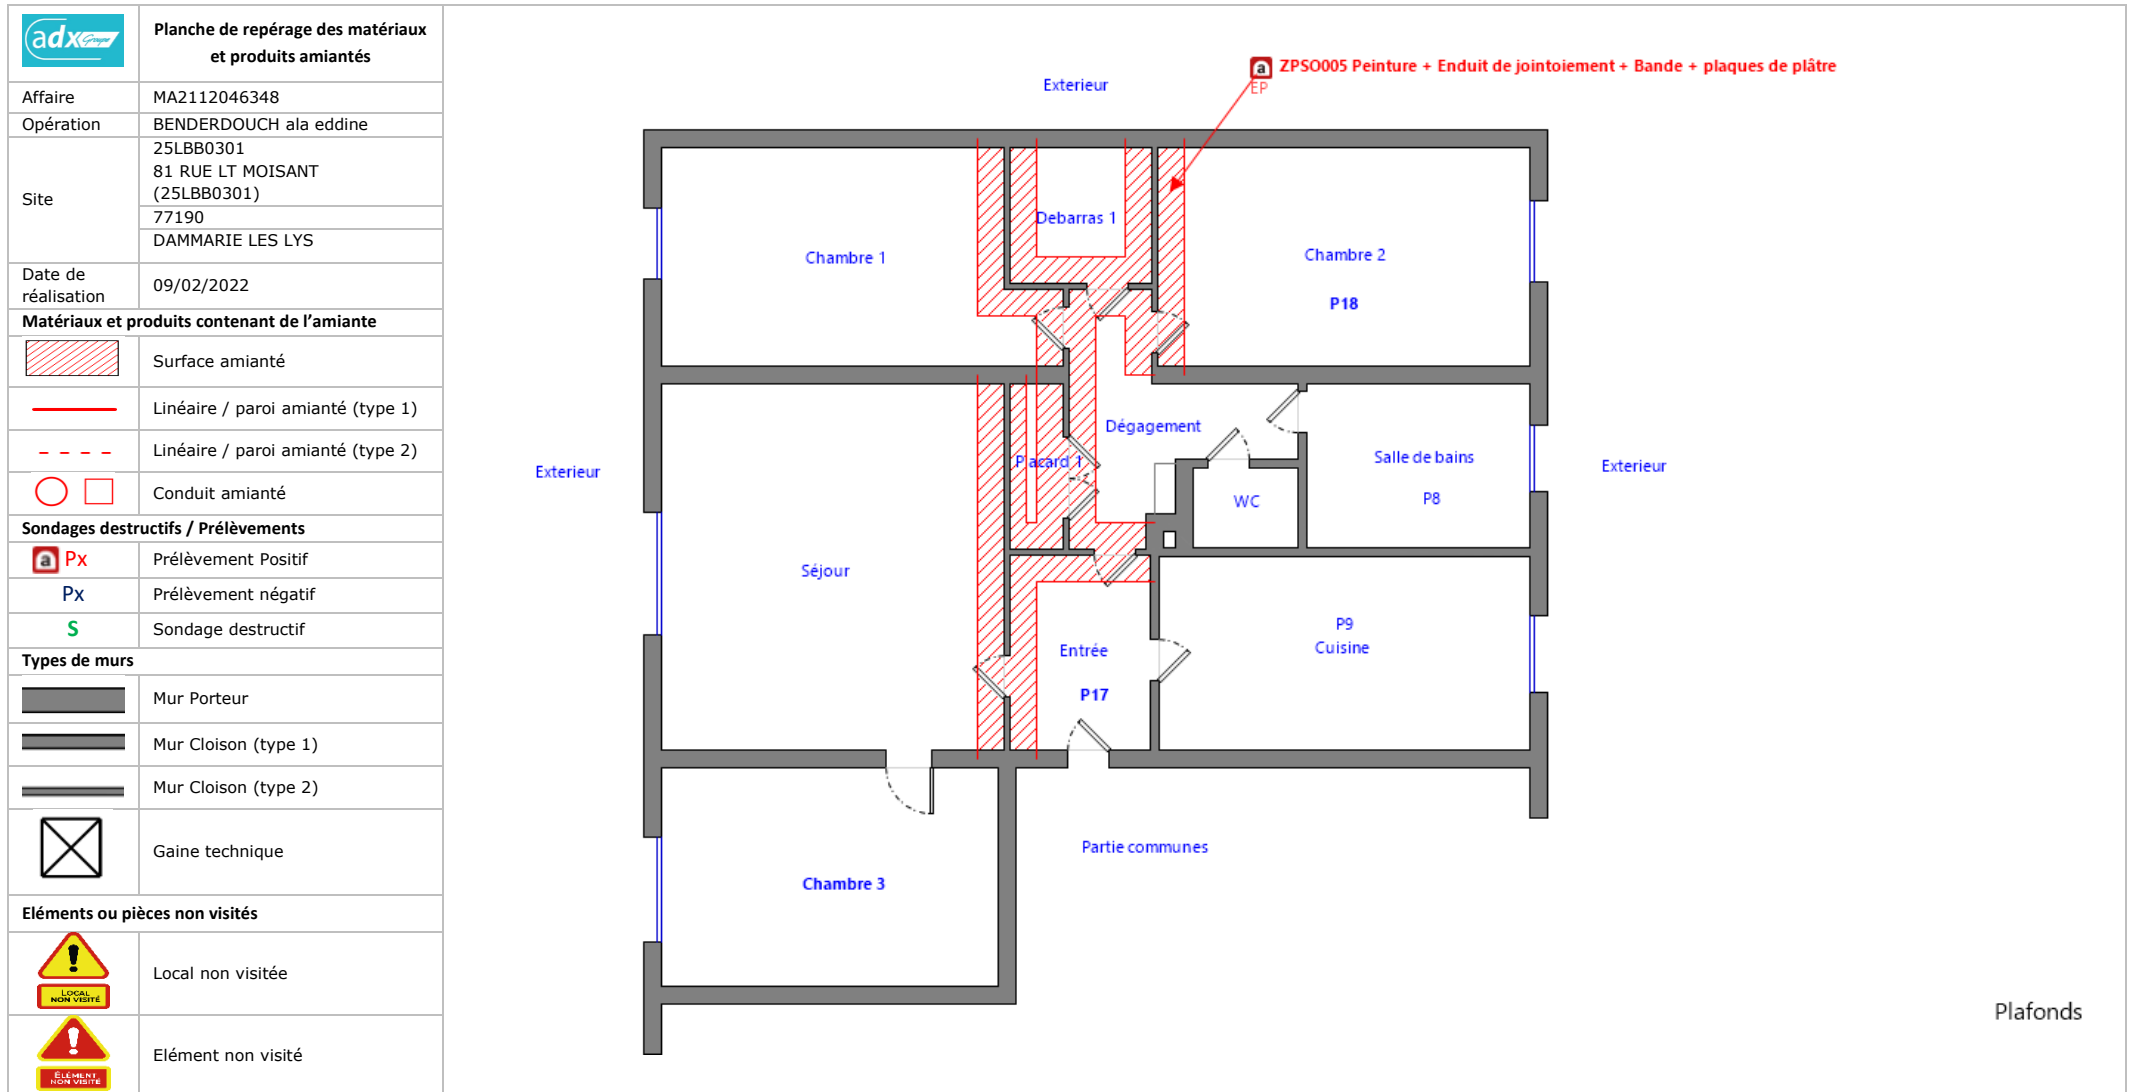 adx Groupe
Planche de repérage des matériaux
et produits amiantés
Affaire
MA2112046348
Opération
BENDERDOUCH ala eddine
Site
25LBB0301
81 RUE LT MOISANT
(25LBB0301)
77190
DAMMARIE LES LYS
Date de
réalisation
09/02/2022
Matériaux et produits contenant de l'amiante
Surface amianté
Linéaire / paroi amianté (type 1)
Linéaire / paroi amianté (type 2)
Conduit amianté
Sondages destructifs / Prélèvements
a Px
Prélèvement Positif
Px
Prélèvement négatif
S
Sondage destructif
Types de murs
Mur Porteur
Mur Cloison (type 1)
Mur Cloison (type 2)
Gaine technique
Eléments ou pièces non visités
LOCAL
NON VISITÉ
Local non visitée
ÉLÉMENT
NON VISITÉ
Elément non visité
a ZPSO005 Peinture + Enduit de jointoiement + Bande + plaques de plâtre
EP
Exterieur
Debarras 1
Chambre 1
Chambre 2
P18
Dégagement
Exterieur
Placard 1
Salle de bains
P8
Exterieur
WC
Séjour
P9
Cuisine
Entrée
P17
Partie communes
Chambre 3
Plafonds